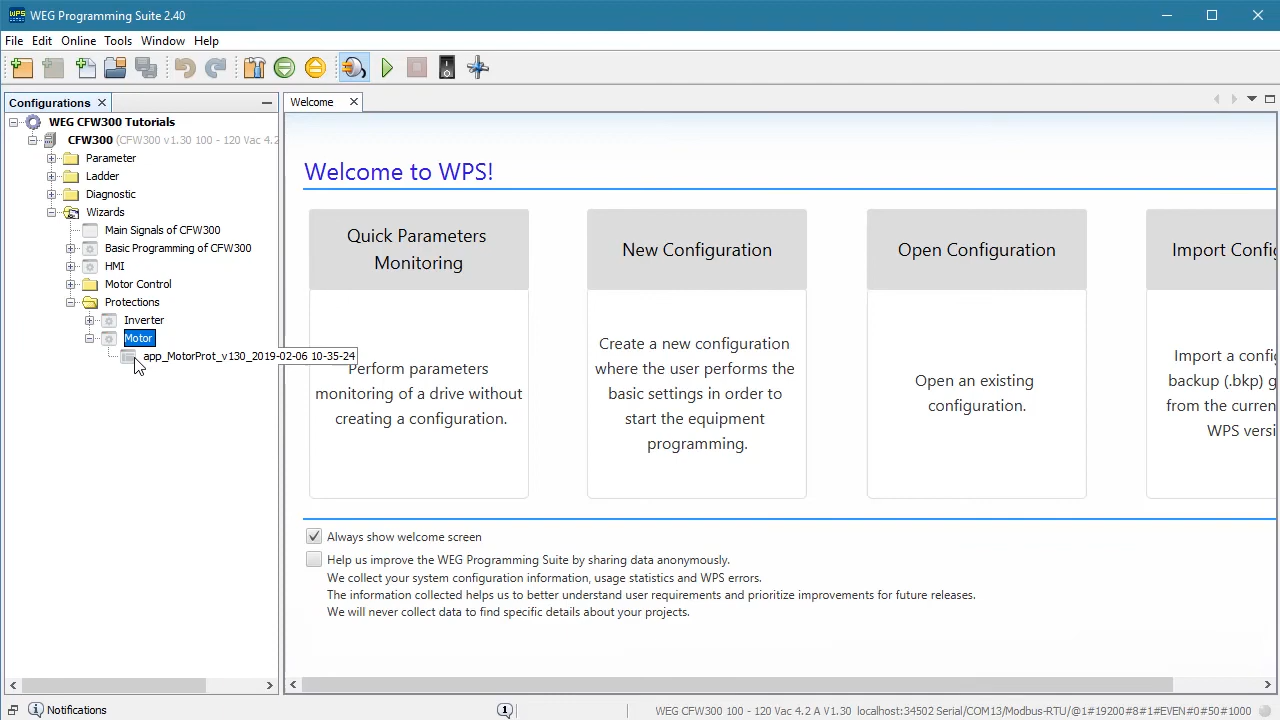 WPS WEG Programming Suite 2.40
File Edit Online Tools Window Help
Configurations
Welcome
WEG CFW300 Tutorials
CFW300 (CFW300 v1.30 100 - 120 Vac 4.2
Parameter
Ladder
Diagnostic
Wizards
Main Signals of CFW300
Basic Programming of CFW300
HMI
Motor Control
Protections
Inverter
Motor
app_MotorProt_v130_2019-02-06 10-35-24
Welcome to WPS!
Quick Parameters
Monitoring
Perform parameters
monitoring of a drive without
creating a configuration.
New Configuration
Create a new configuration
where the user performs the
basic settings in order to
start the equipment
programming.
Open Configuration
Open an existing
configuration.
Import Config
Import a config
backup (.bkp) g
from the curren
WPS versi
Always show welcome screen
Help us improve the WEG Programming Suite by sharing data anonymously.
We collect your system configuration information, usage statistics and WPS errors.
The information collected helps us to better understand user requirements and prioritize improvements for future releases.
We will never collect data to find specific details about your projects.
Notifications
WEG CFW300 100 - 120 Vac 4.2 A V1.30 localhost:34502 Serial/COM13/Modbus-RTU/@1#19200#8#1#EVEN#0#50#1000